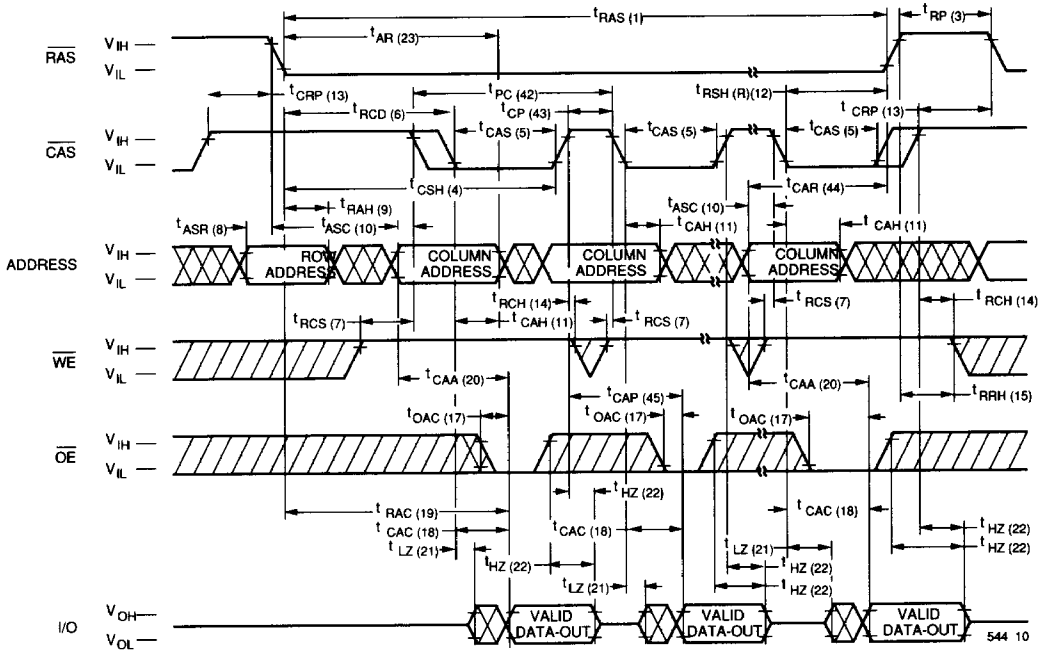 t RAS (1)
t RP (3)
t AR (23)
RAS
V IH
V IL
t CRP (13)
t PC (42)
t RSH (R)(12)
t RCD (6)
t CP (43)
t CRP (13)
t CAS (5)
t CAS (5)
t CAS (5)
CAS
V IH
V IL
t CSH (4)
t CAR (44)
t RAH (9)
t ASC (10)
t ASR (8)
t ASC (10)
t CAH (11)
t CAH (11)
ADDRESS
V IH
V IL
ROW
ADDRESS
COLUMN
ADDRESS
COLUMN
ADDRESS
COLUMN
ADDRESS
t RCH (14)
t RCS (7)
t RCH (14)
t RCS (7)
t CAH (11)
t RCS (7)
WE
V IH
V IL
t CAA (20)
t CAA (20)
t CAP (45)
t RRH (15)
t OAC (17)
t OAC (17)
t OAC (17)
OE
V IH
V IL
t HZ (22)
t RAC (19)
t CAC (18)
t CAC (18)
t CAC (18)
t HZ (22)
t LZ (21)
t LZ (21)
t HZ (22)
t HZ (22)
t HZ (22)
t LZ (21)
t HZ (22)
I/O
V OH
V OL
VALID
DATA-OUT
VALID
DATA-OUT
VALID
DATA-OUT
544 10